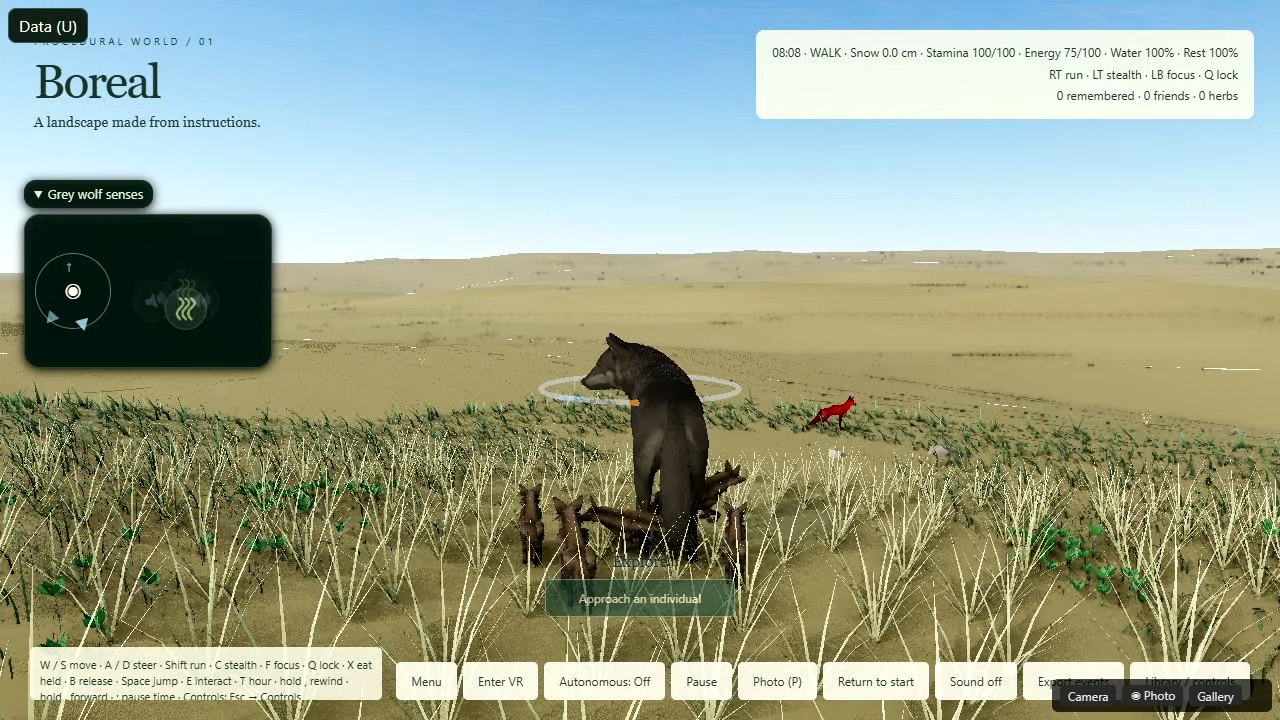 Data (U)
PROCEDURAL WORLD / 01
Boreal
A landscape made from instructions.
08:08 · WALK · Snow 0.0 cm · Stamina 100/100 · Energy 75/100 · Water 100% · Rest 100%
RT run · LT stealth · LB focus · Q lock
0 remembered · 0 friends · 0 herbs
▼ Grey wolf senses
Explore
Approach an individual
W / S move · A / D steer · Shift run · C stealth · F focus · Q lock · X eat
held · B release · Space jump · E interact · T hour · hold , rewind ·
hold . forward · ; pause time · Controls: Esc → Controls
Menu
Enter VR
Autonomous: Off
Pause
Photo (P)
Return to start
Sound off
Export events
Library / controls
Camera
◉ Photo
Gallery